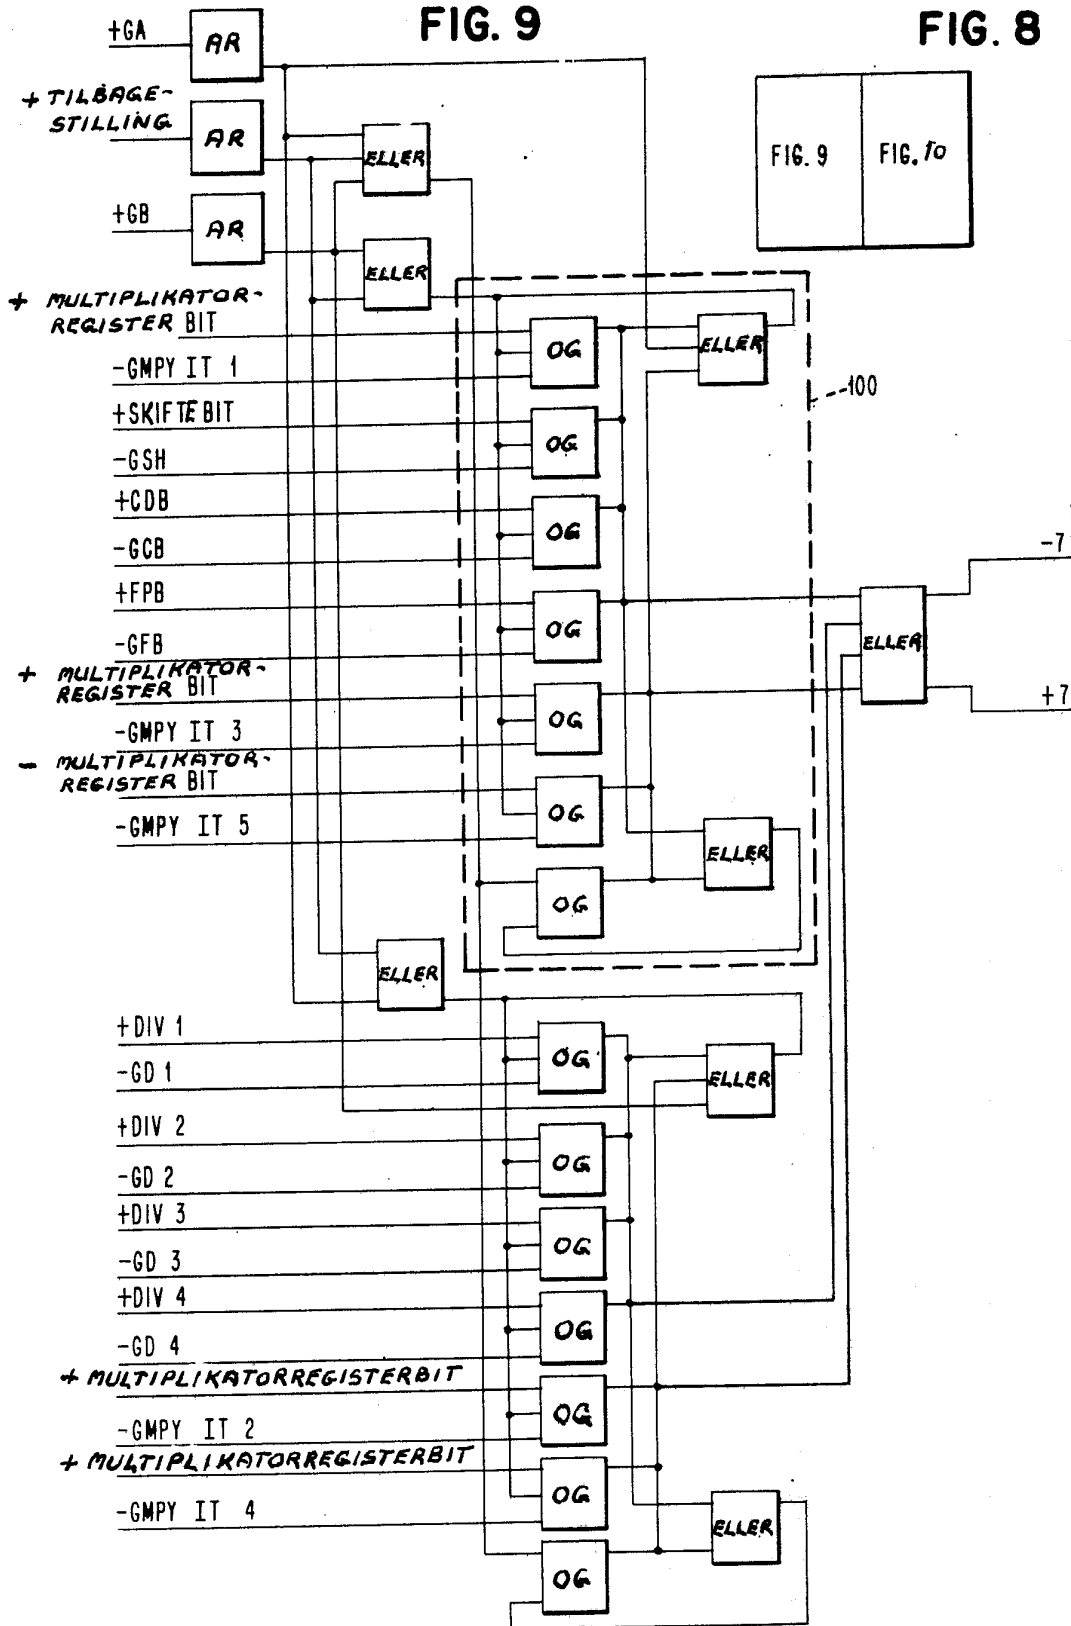 FIG. 9
FIG. 8
+GA
AR
+ TILBAGE-
STILLING
AR
ELLER
+GB
AR
ELLER
FIG. 9
FIG. 10
+ MULTIPLIKATOR-
REGISTER BIT
OG
ELLER
-GMPY IT 1
100
+SKIFTEBIT
OG
-GSH
+CDB
OG
-GCB
-7
+FPB
OG
ELLER
-GFB
+ MULTIPLIKATOR-
REGISTER BIT
OG
+7
-GMPY IT 3
- MULTIPLIKATOR-
REGISTER BIT
OG
-GMPY IT 5
ELLER
OG
ELLER
+DIV 1
OG
ELLER
-GD 1
+DIV 2
OG
-GD 2
+DIV 3
OG
-GD 3
+DIV 4
OG
-GD 4
+ MULTIPLIKATORREGISTERBIT
OG
-GMPY IT 2
+ MULTIPLIKATORREGISTERBIT
OG
-GMPY IT 4
ELLER
OG